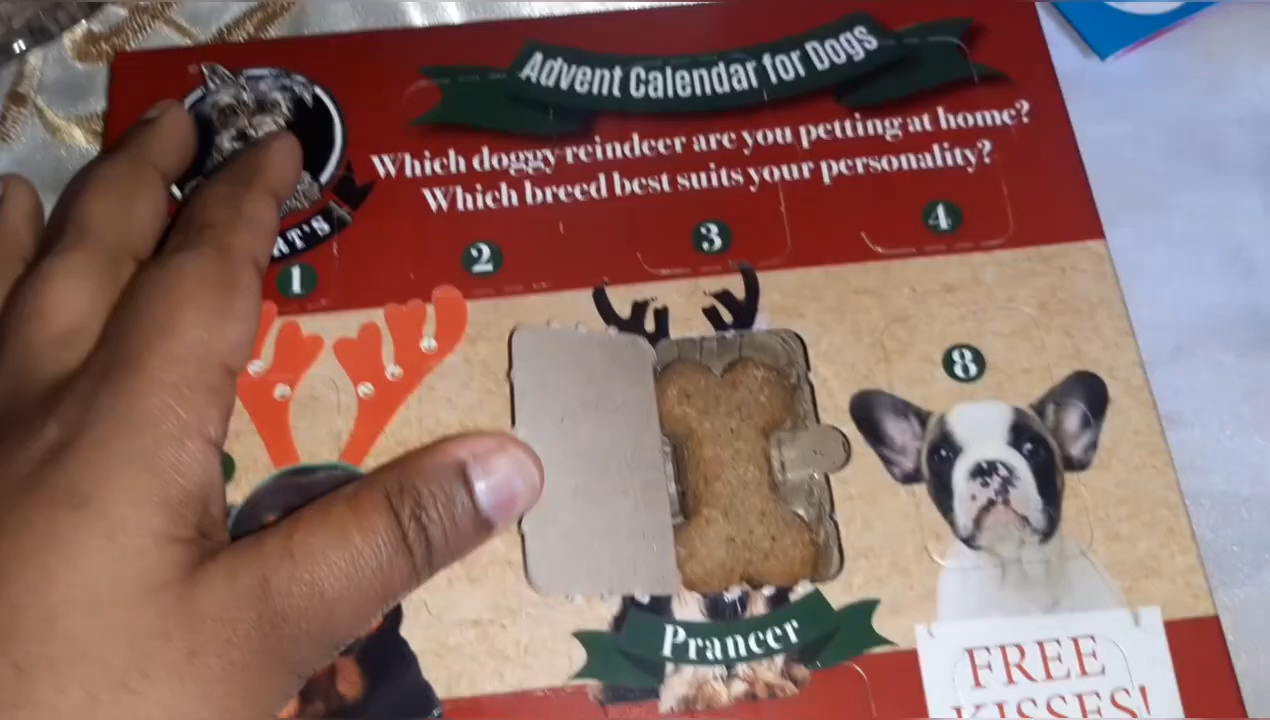 Advent Calendar for Dogs
Which doggy reindeer are you petting at home?
Which breed best suits your personality?
1
2
3
4
8
Prancer
FREE
KISSES!